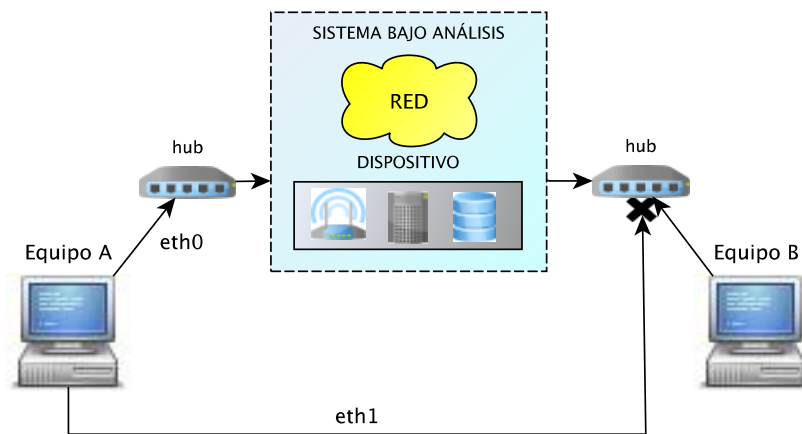 SISTEMA BAJO ANÁLISIS
RED
DISPOSITIVO
hub
hub
Equipo A
eth0
Equipo B
eth1